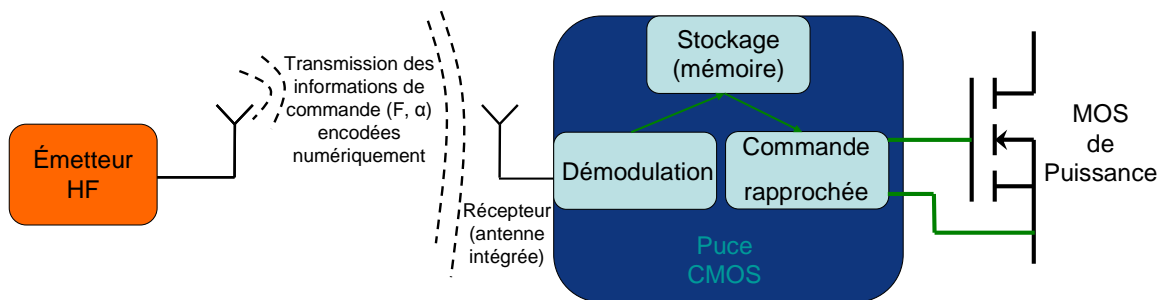 Émetteur
HF
Transmission des
informations de
commande (F, α)
encodées
numériquement
Récepteur
(antenne
intégrée)
Stockage
(mémoire)
Démodulation
Commande
rapprochée
Puce
CMOS
MOS
de
Puissance